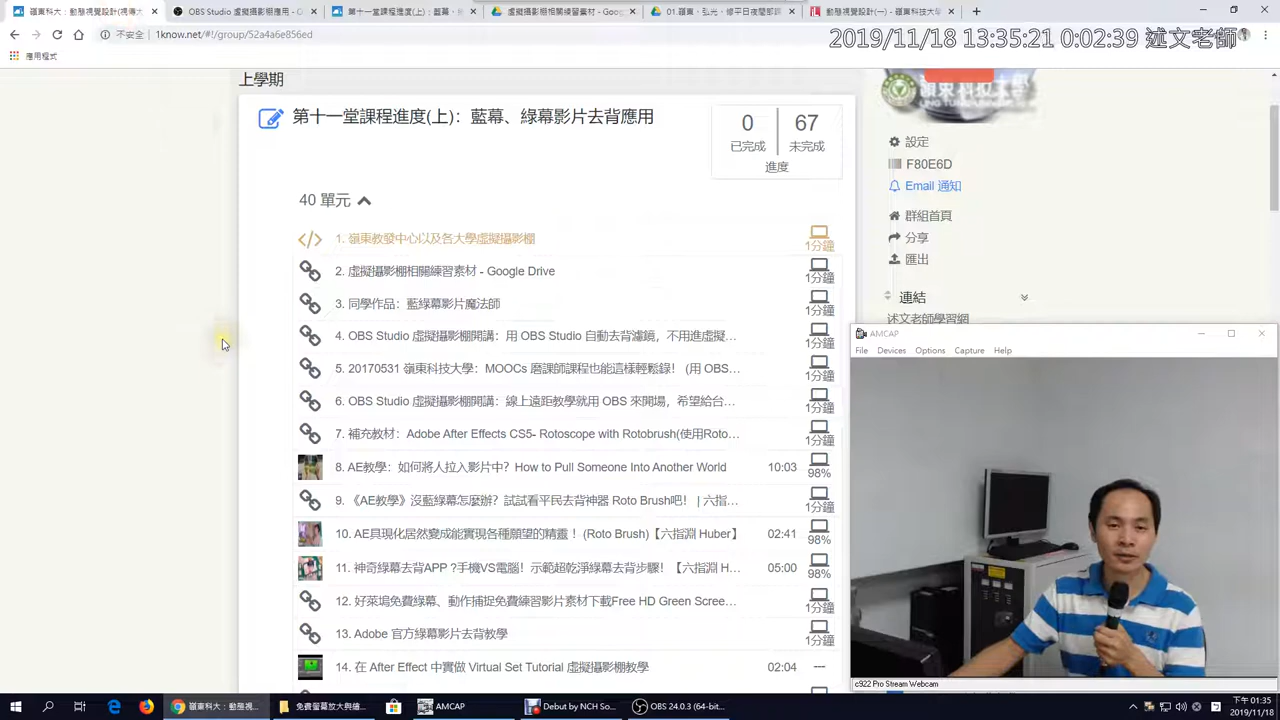 嶺東科大 | 動態視覺設計(視傳大
OBS Studio 虛擬攝影棚應用 - G
第十一堂課程進度(上)：藍幕、綠
虛擬攝影棚相關練習素材 - Googl
01.嶺東、弘光、修平日夜間部
動態視覺設計(一) - 嶺東科技大學
不安全 | 1know.net/#!/group/52a4a6e856ed
2019/11/18 13:35:21 0:02:39 述文老師
應用程式
上學期
第十一堂課程進度(上)：藍幕、綠幕影片去背應用
0 67
已完成 未完成
進度
40 單元
1. 嶺東教發中心以及各大學虛擬攝影棚 1分鐘
2. 虛擬攝影棚相關練習素材 - Google Drive 1分鐘
3. 同學作品：藍綠幕影片魔法師 1分鐘
4. OBS Studio 虛擬攝影棚開講：用 OBS Studio 自動去背濾鏡，不用進虛擬… 1分鐘
5. 20170531 嶺東科技大學：MOOCs 磨課師課程也能這樣輕鬆錄！ (用 OBS… 1分鐘
6. OBS Studio 虛擬攝影棚開講：線上遠距教學就用 OBS 來開場，希望給台… 1分鐘
7. 補充教材：Adobe After Effects CS5- Rotoscope with Rotobrush(使用Roto… 1分鐘
8. AE教學：如何將人拉入影片中？How to Pull Someone Into Another World 10:03 98%
9. 《AE教學》沒藍綠幕怎麼辦？試試看平民去背神器 Roto Brush吧！ | 六指… 1分鐘
10. AE具現化居然變成能實現各種願望的精靈！(Roto Brush)【六指淵 Huber】 02:41 98%
11. 神奇綠幕去背APP ?手機VS電腦！示範超乾淨綠幕去背步驟！【六指淵 H… 05:00 98%
12. 好萊塢免費綠幕、動作捕捉免費練習影片素材下載Free HD Green Scree… 1分鐘
13. Adobe 官方綠幕影片去背教學 1分鐘
14. 在 After Effect 中實做 Virtual Set Tutorial 虛擬攝影棚教學 02:04 ---
LING TUNG UNIVERSITY
設定
F80E6D
Email 通知
群組首頁
分享
匯出
連結
述文老師學習網
AMCAP
File Devices Options Capture Help
c922 Pro Stream Webcam
AMCAP
Debut by NCH So...
OBS 24.0.3 (64-bit...
下午 01:35
2019/11/18